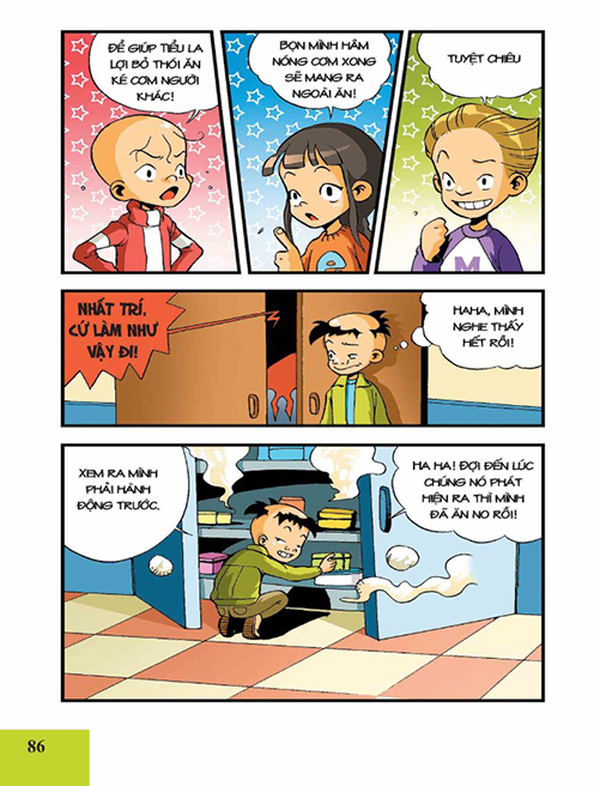 ĐỂ GIÚP TIỂU LA
LỢI BỎ THÓI ĂN
KÉ CƠM NGƯỜI
KHÁC!
BỌN MÌNH HÂM
NÓNG CƠM XONG
SẼ MANG RA
NGOÀI ĂN!
TUYỆT CHIÊU
e
M
NHẤT TRÍ,
CỨ LÀM NHƯ
VẬY ĐI!
HAHA, MÌNH
NGHE THẤY
HẾT RỒI!
XEM RA MÌNH
PHẢI HÀNH
ĐỘNG TRƯỚC.
HA HA! ĐỢI ĐẾN LÚC
CHÚNG NÓ PHÁT
HIỆN RA THÌ MÌNH
ĐÃ ĂN NO RỒI!
86